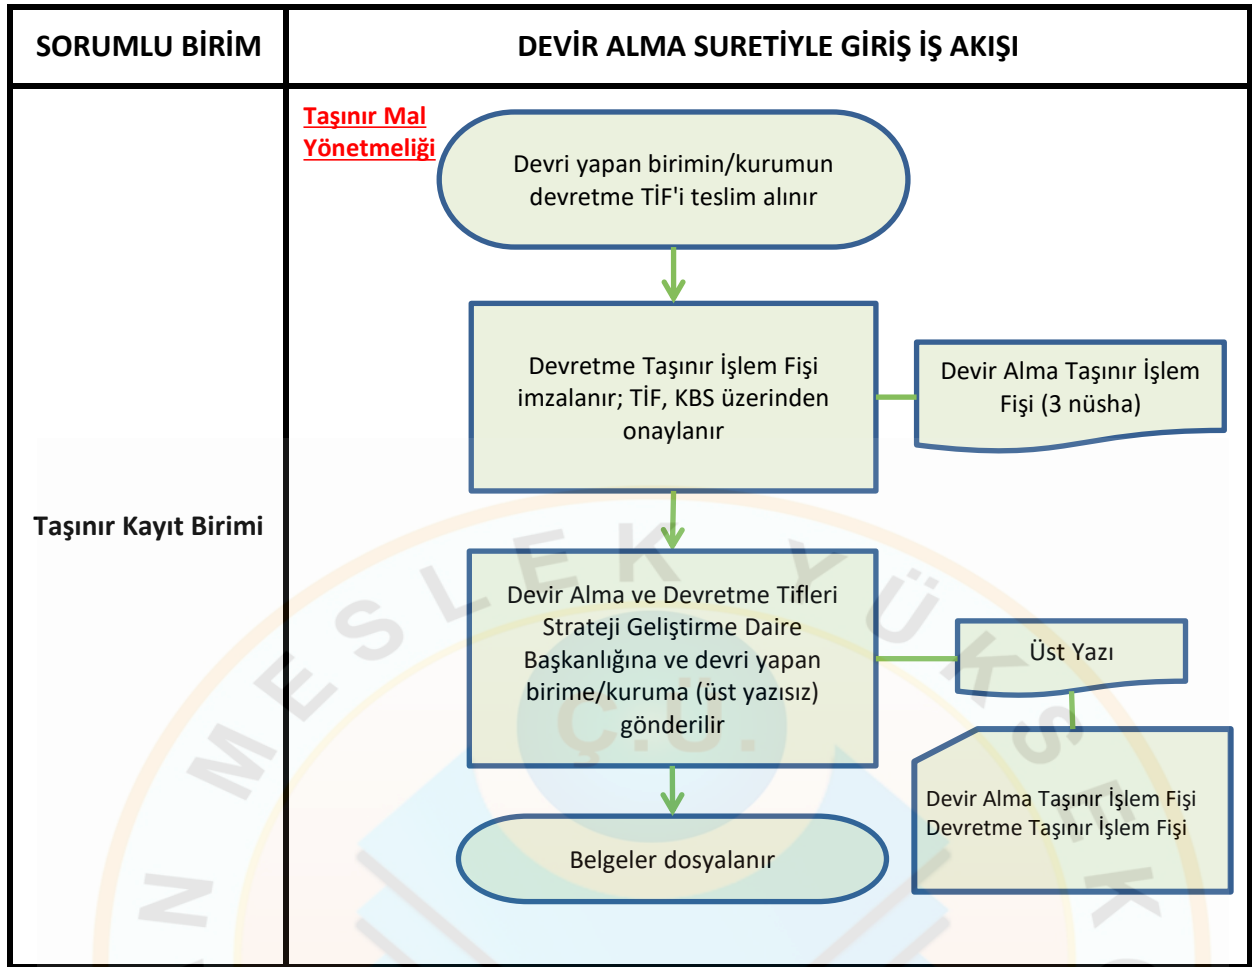 SORUMLU BİRİM
DEVİR ALMA SURETİYLE GİRİŞ İŞ AKIŞI
Taşınır Kayıt Birimi
Taşınır Mal
Yönetmeliği
Devri yapan birimin/kurumun
devretme TİF'i teslim alınır
Devretme Taşınır İşlem Fişi
imzalanır; TİF, KBS üzerinden
onaylanır
Devir Alma Taşınır İşlem
Fişi (3 nüsha)
Devir Alma ve Devretme Tifleri
Strateji Geliştirme Daire
Başkanlığına ve devri yapan
birime/kuruma (üst yazısız)
gönderilir
Üst Yazı
Devir Alma Taşınır İşlem Fişi
Devretme Taşınır İşlem Fişi
Belgeler dosyalanır
N MESLEK YÜKSEKO
Ç.Ü.